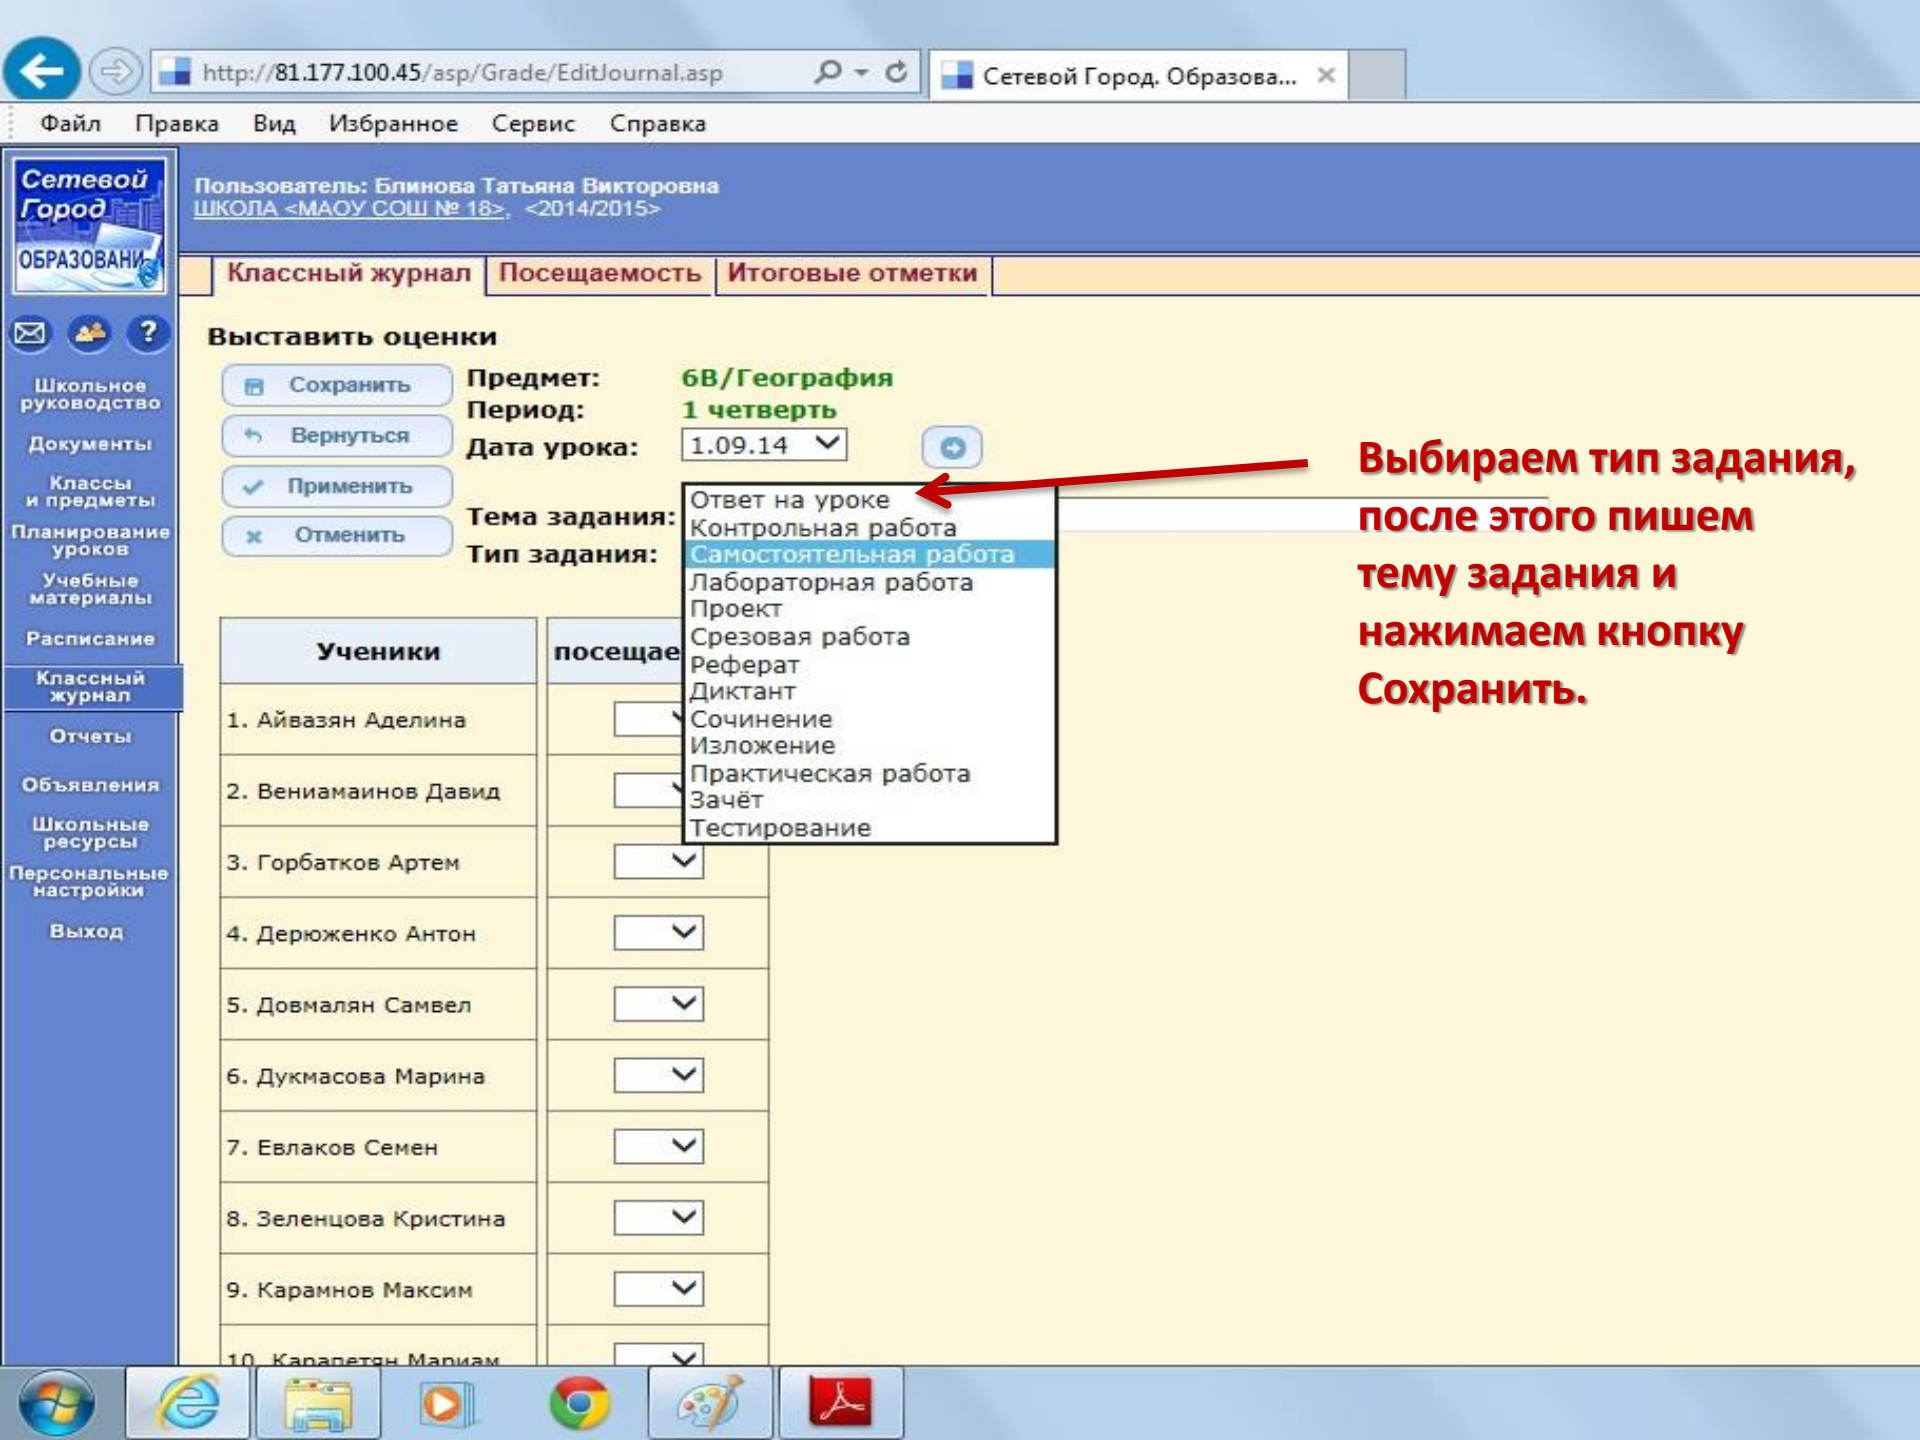 http://81.177.100.45/asp/Grade/EditJournal.asp
Сетевой Город. Образова...
Файл Правка Вид Избранное Сервис Справка
Сетевой
Город
ОБРАЗОВАНИ
Пользователь: Блинова Татьяна Викторовна
ШКОЛА <МАОУ СОШ № 18>, <2014/2015>
Классный журнал Посещаемость Итоговые отметки
Школьное
руководство
Документы
Классы
и предметы
Планирование
уроков
Учебные
материалы
Расписание
Классный
журнал
Отчеты
Объявления
Школьные
ресурсы
Персональные
настройки
Выход
Выставить оценки
Сохранить
Вернуться
Применить
Отменить
Предмет: 6В/География
Период: 1 четверть
Дата урока: 1.09.14
Тема задания:
Тип задания:
Ответ на уроке
Контрольная работа
Самостоятельная работа
Лабораторная работа
Проект
Срезовая работа
Реферат
Диктант
Сочинение
Изложение
Практическая работа
Зачёт
Тестирование
Ученики посещае
1. Айвазян Аделина
2. Вениамаинов Давид
3. Горбатков Артем
4. Дерюженко Антон
5. Довмалян Самвел
6. Дукмасова Марина
7. Евлаков Семен
8. Зеленцова Кристина
9. Карамнов Максим
10. Карапетян Мариам
Выбираем тип задания,
после этого пишем
тему задания и
нажимаем кнопку
Сохранить.